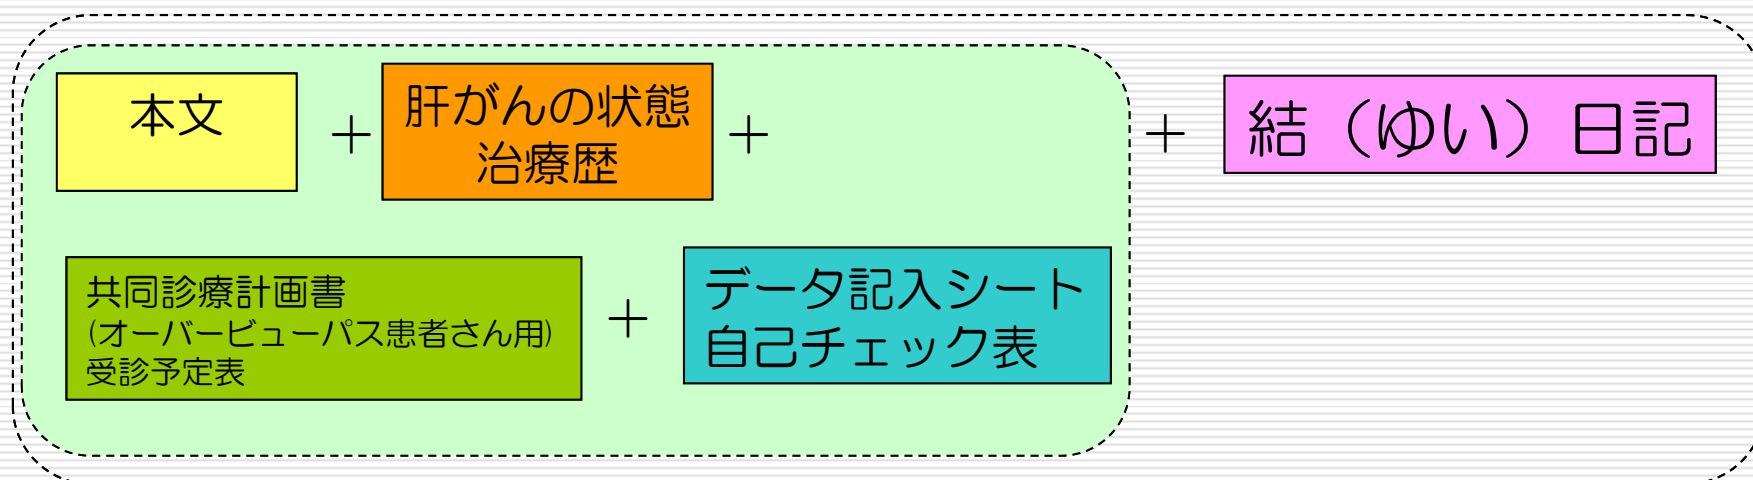 本文
＋
肝がんの状態
治療歴
＋
＋
結（ゆい）日記
共同診療計画書
(オーバービューパス患者さん用)
受診予定表
＋
データ記入シート
自己チェック表